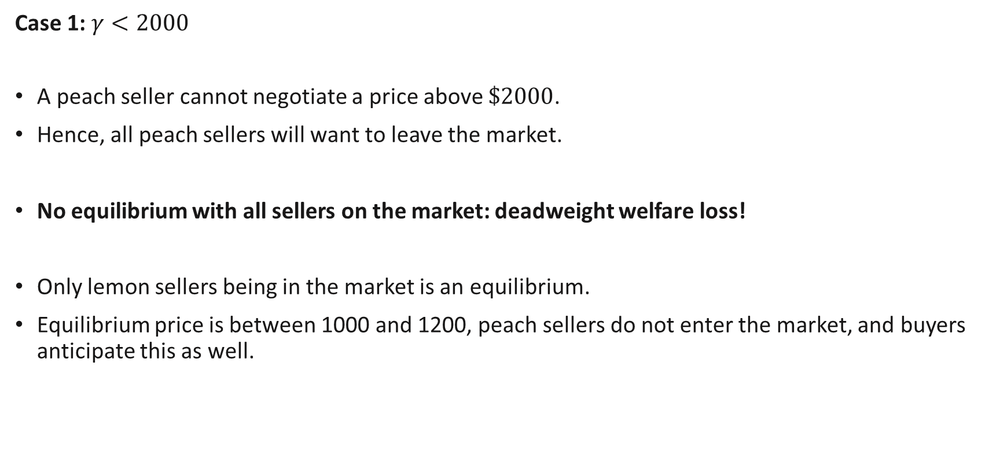 Case 1: γ < 2000
• A peach seller cannot negotiate a price above $2000.
• Hence, all peach sellers will want to leave the market.
• No equilibrium with all sellers on the market: deadweight welfare loss!
• Only lemon sellers being in the market is an equilibrium.
• Equilibrium price is between 1000 and 1200, peach sellers do not enter the market, and buyers
anticipate this as well.